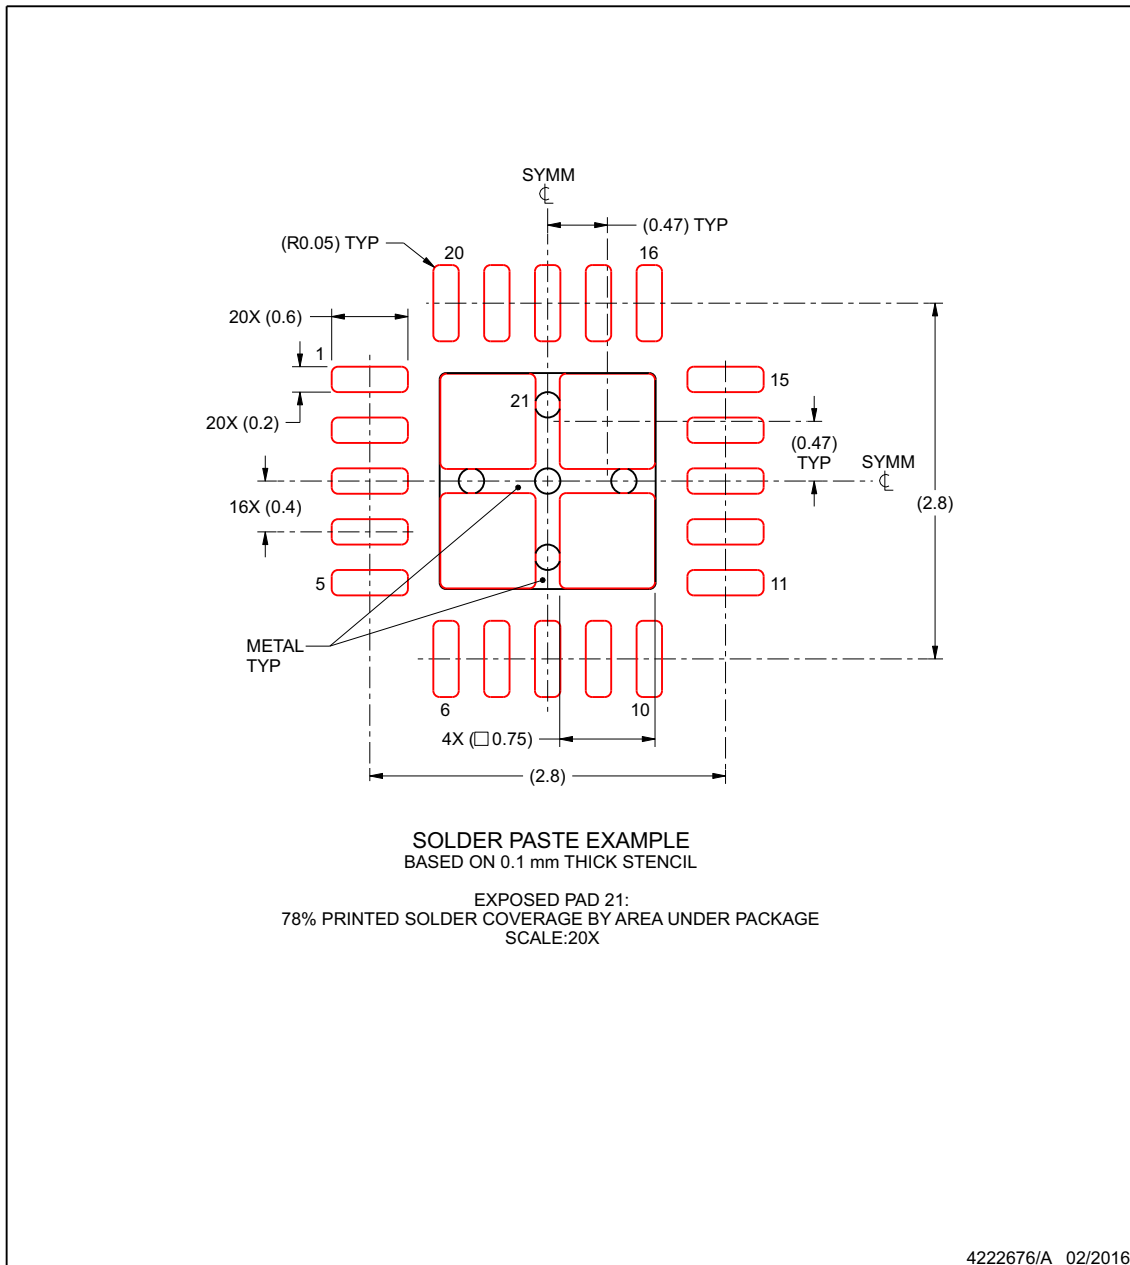 SYMM
(0.47) TYP
(R0.05) TYP
20
16
20X (0.6)
1
15
21
20X (0.2)
(0.47)
TYP
SYMM
16X (0.4)
(2.8)
5
11
METAL
TYP
6
10
4X (□ 0.75)
(2.8)
SOLDER PASTE EXAMPLE
BASED ON 0.1 mm THICK STENCIL
EXPOSED PAD 21:
78% PRINTED SOLDER COVERAGE BY AREA UNDER PACKAGE
SCALE:20X
4222676/A 02/2016